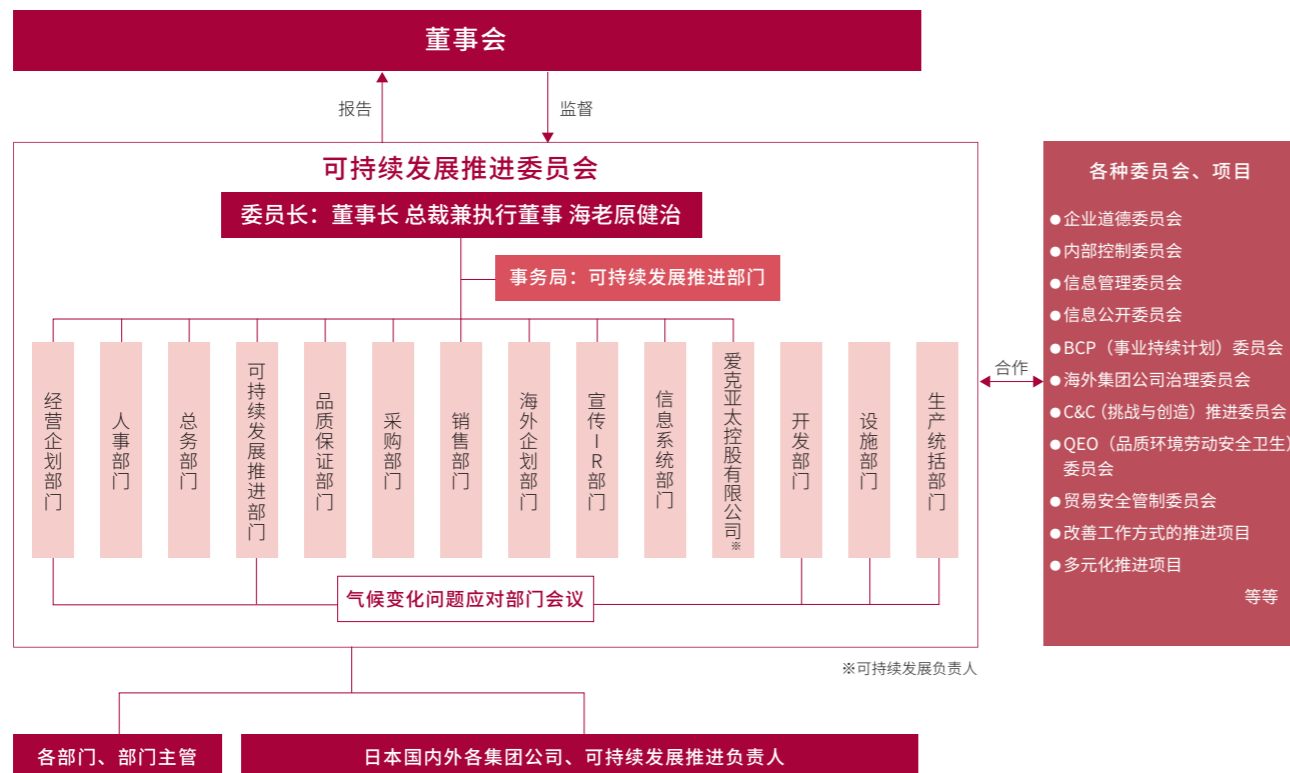 董事会
报告
监督
可持续发展推进委员会
委员长：董事长 总裁兼执行董事 海老原健治
事务局：可持续发展推进部门
经营企划部门
人事部门
总务部门
可持续发展推进部门
品质保证部门
采购部门
销售部门
海外企划部门
宣传IR部门
信息系统部门
爱克亚太控股有限公司※
开发部门
设施部门
生产统括部门
气候变化问题应对部门会议
合作
各种委员会、项目
●企业道德委员会
●内部控制委员会
●信息管理委员会
●信息公开委员会
●BCP（事业持续计划）委员会
●海外集团公司治理委员会
●C&C（挑战与创造）推进委员会
●QEO（品质环境劳动安全卫生）
委员会
●贸易安全管制委员会
●改善工作方式的推进项目
●多元化推进项目
等等
※可持续发展负责人
各部门、部门主管
日本国内外各集团公司、可持续发展推进负责人